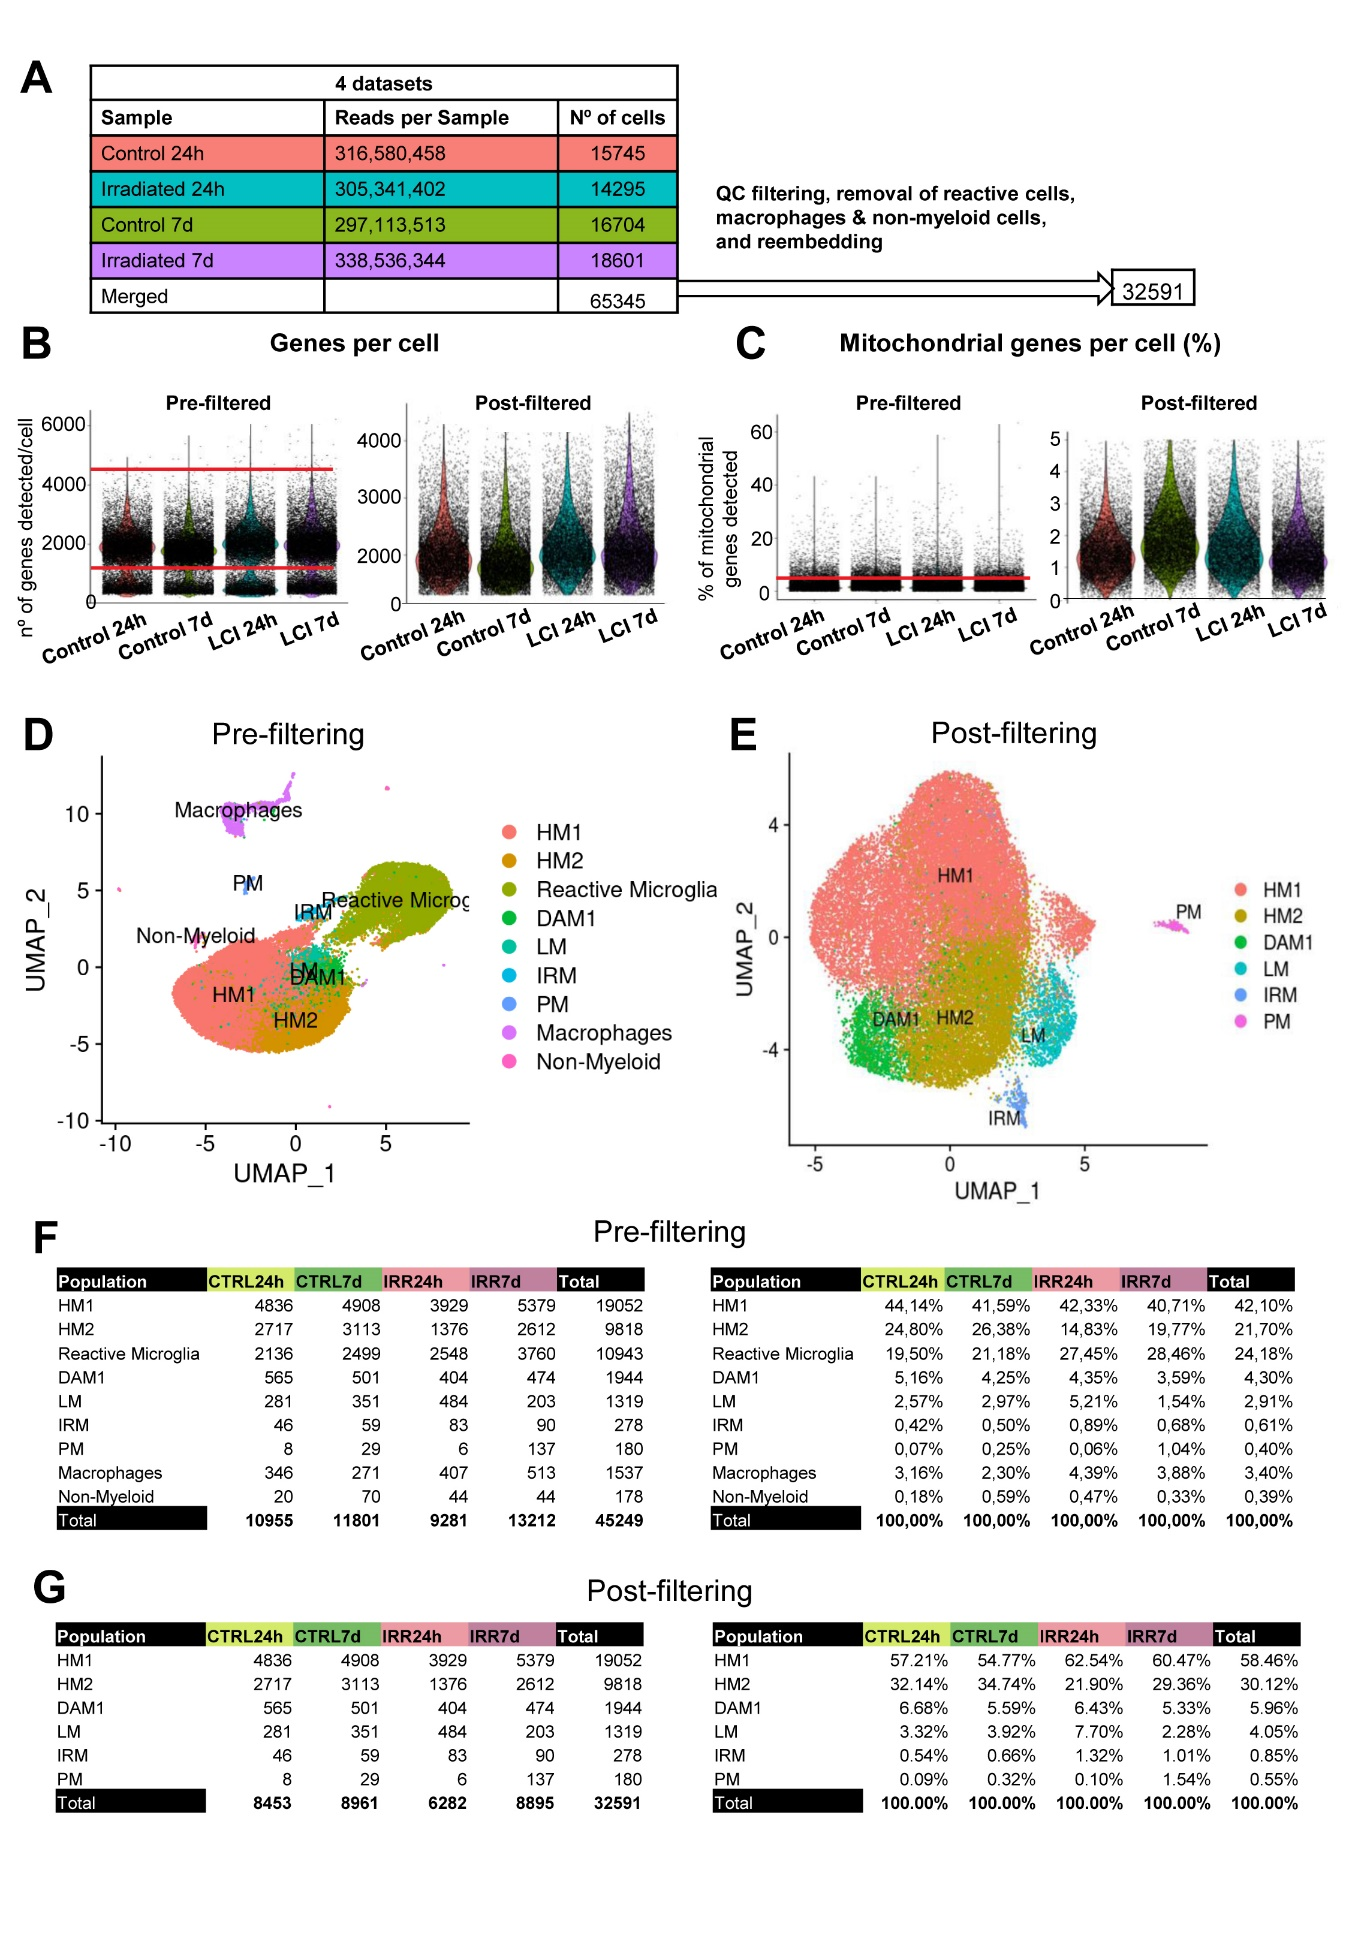 A
4 datasets
Sample Reads per Sample Nº of cells
Control 24h 316,580,458 15745
Irradiated 24h 305,341,402 14295
Control 7d 297,113,513 16704
Irradiated 7d 338,536,344 18601
Merged 65345
QC filtering, removal of reactive cells,
macrophages & non-myeloid cells,
and reembedding
32591
B Genes per cell
Pre-filtered Post-filtered
nº of genes detected/cell
6000
4000
2000
0
Control 24h Control 7d LCI 24h LCI 7d
4000
3000
2000
0
Control 24h Control 7d LCI 24h LCI 7d
C Mitochondrial genes per cell (%)
Pre-filtered Post-filtered
% of mitochondrial
genes detected
60
40
20
0
Control 24h Control 7d LCI 24h LCI 7d
5
4
3
2
1
0
Control 24h Control 7d LCI 24h LCI 7d
D Pre-filtering
UMAP_2
10
5
0
-5
-10
-10 -5 0 5
UMAP_1
Macrophages
PM
IRM
Reactive Microg
Non-Myeloid
LM
DAM1
HM1
HM2
HM1
HM2
Reactive Microglia
DAM1
LM
IRM
PM
Macrophages
Non-Myeloid
E Post-filtering
UMAP_2
4
0
-4
-5 0 5
UMAP_1
HM1
PM
DAM1
HM2
LM
IRM
HM1
HM2
DAM1
LM
IRM
PM
F Pre-filtering
Population CTRL24h CTRL7d IRR24h IRR7d Total
HM1 4836 4908 3929 5379 19052
HM2 2717 3113 1376 2612 9818
Reactive Microglia 2136 2499 2548 3760 10943
DAM1 565 501 404 474 1944
LM 281 351 484 203 1319
IRM 46 59 83 90 278
PM 8 29 6 137 180
Macrophages 346 271 407 513 1537
Non-Myeloid 20 70 44 44 178
Total 10955 11801 9281 13212 45249
Population CTRL24h CTRL7d IRR24h IRR7d Total
HM1 44,14% 41,59% 42,33% 40,71% 42,10%
HM2 24,80% 26,38% 14,83% 19,77% 21,70%
Reactive Microglia 19,50% 21,18% 27,45% 28,46% 24,18%
DAM1 5,16% 4,25% 4,35% 3,59% 4,30%
LM 2,57% 2,97% 5,21% 1,54% 2,91%
IRM 0,42% 0,50% 0,89% 0,68% 0,61%
PM 0,07% 0,25% 0,06% 1,04% 0,40%
Macrophages 3,16% 2,30% 4,39% 3,88% 3,40%
Non-Myeloid 0,18% 0,59% 0,47% 0,33% 0,39%
Total 100,00% 100,00% 100,00% 100,00% 100,00%
G Post-filtering
Population CTRL24h CTRL7d IRR24h IRR7d Total
HM1 4836 4908 3929 5379 19052
HM2 2717 3113 1376 2612 9818
DAM1 565 501 404 474 1944
LM 281 351 484 203 1319
IRM 46 59 83 90 278
PM 8 29 6 137 180
Total 8453 8961 6282 8895 32591
Population CTRL24h CTRL7d IRR24h IRR7d Total
HM1 57.21% 54.77% 62.54% 60.47% 58.46%
HM2 32.14% 34.74% 21.90% 29.36% 30.12%
DAM1 6.68% 5.59% 6.43% 5.33% 5.96%
LM 3.32% 3.92% 7.70% 2.28% 4.05%
IRM 0.54% 0.66% 1.32% 1.01% 0.85%
PM 0.09% 0.32% 0.10% 1.54% 0.55%
Total 100.00% 100.00% 100.00% 100.00% 100.00%